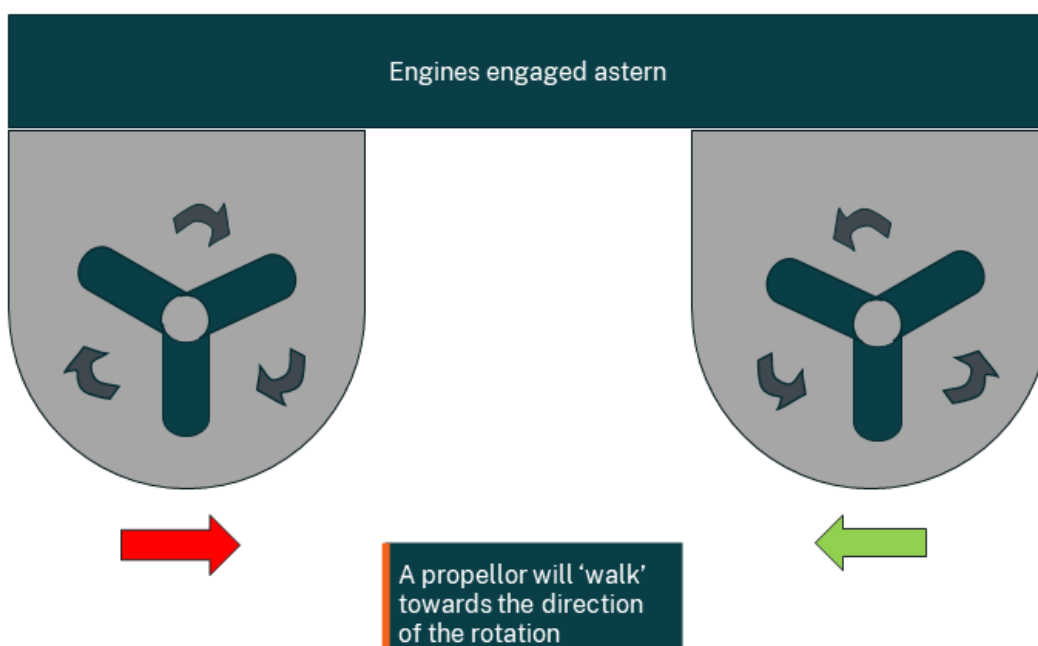 Engines engaged astern
A propellor will ‘walk’
towards the direction
of the rotation